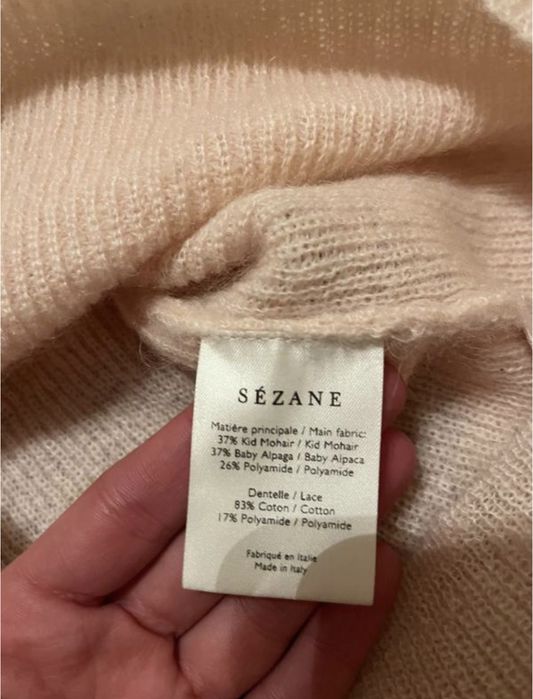 SÉZANE
Matière principale / Main fabric:
37% Kid Mohair / Kid Mohair
37% Baby Alpaga / Baby Alpaca
26% Polyamide / Polyamide
Dentelle / Lace
83% Coton / Cotton
17% Polyamide / Polyamide
Fabriqué en Italie
Made in Italy